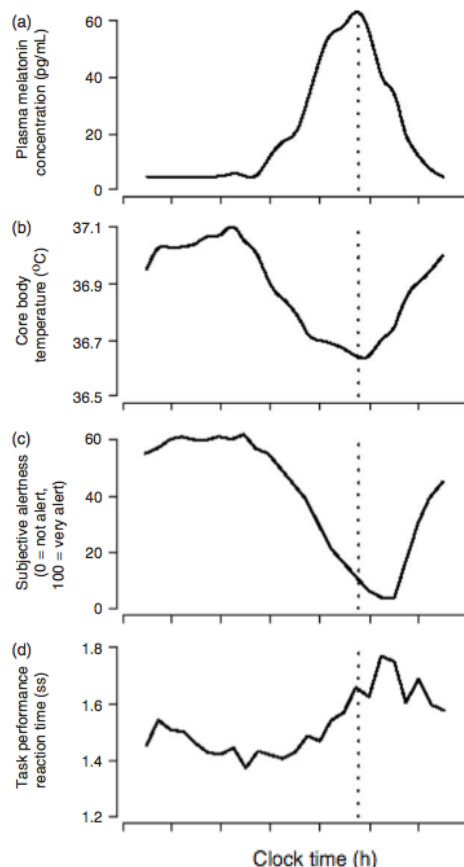 (a)
Plasma melatonin
concentration (pg/mL)
60
40
20
0
(b)
Core body
temperature (⁰C)
37.1
36.9
36.7
36.5
(c)
Subjective alertness
(0 = not alert,
100 = very alert)
60
40
20
0
(d)
Task performance
reaction time (ss)
1.8
1.6
1.4
1.2
Clock time (h)